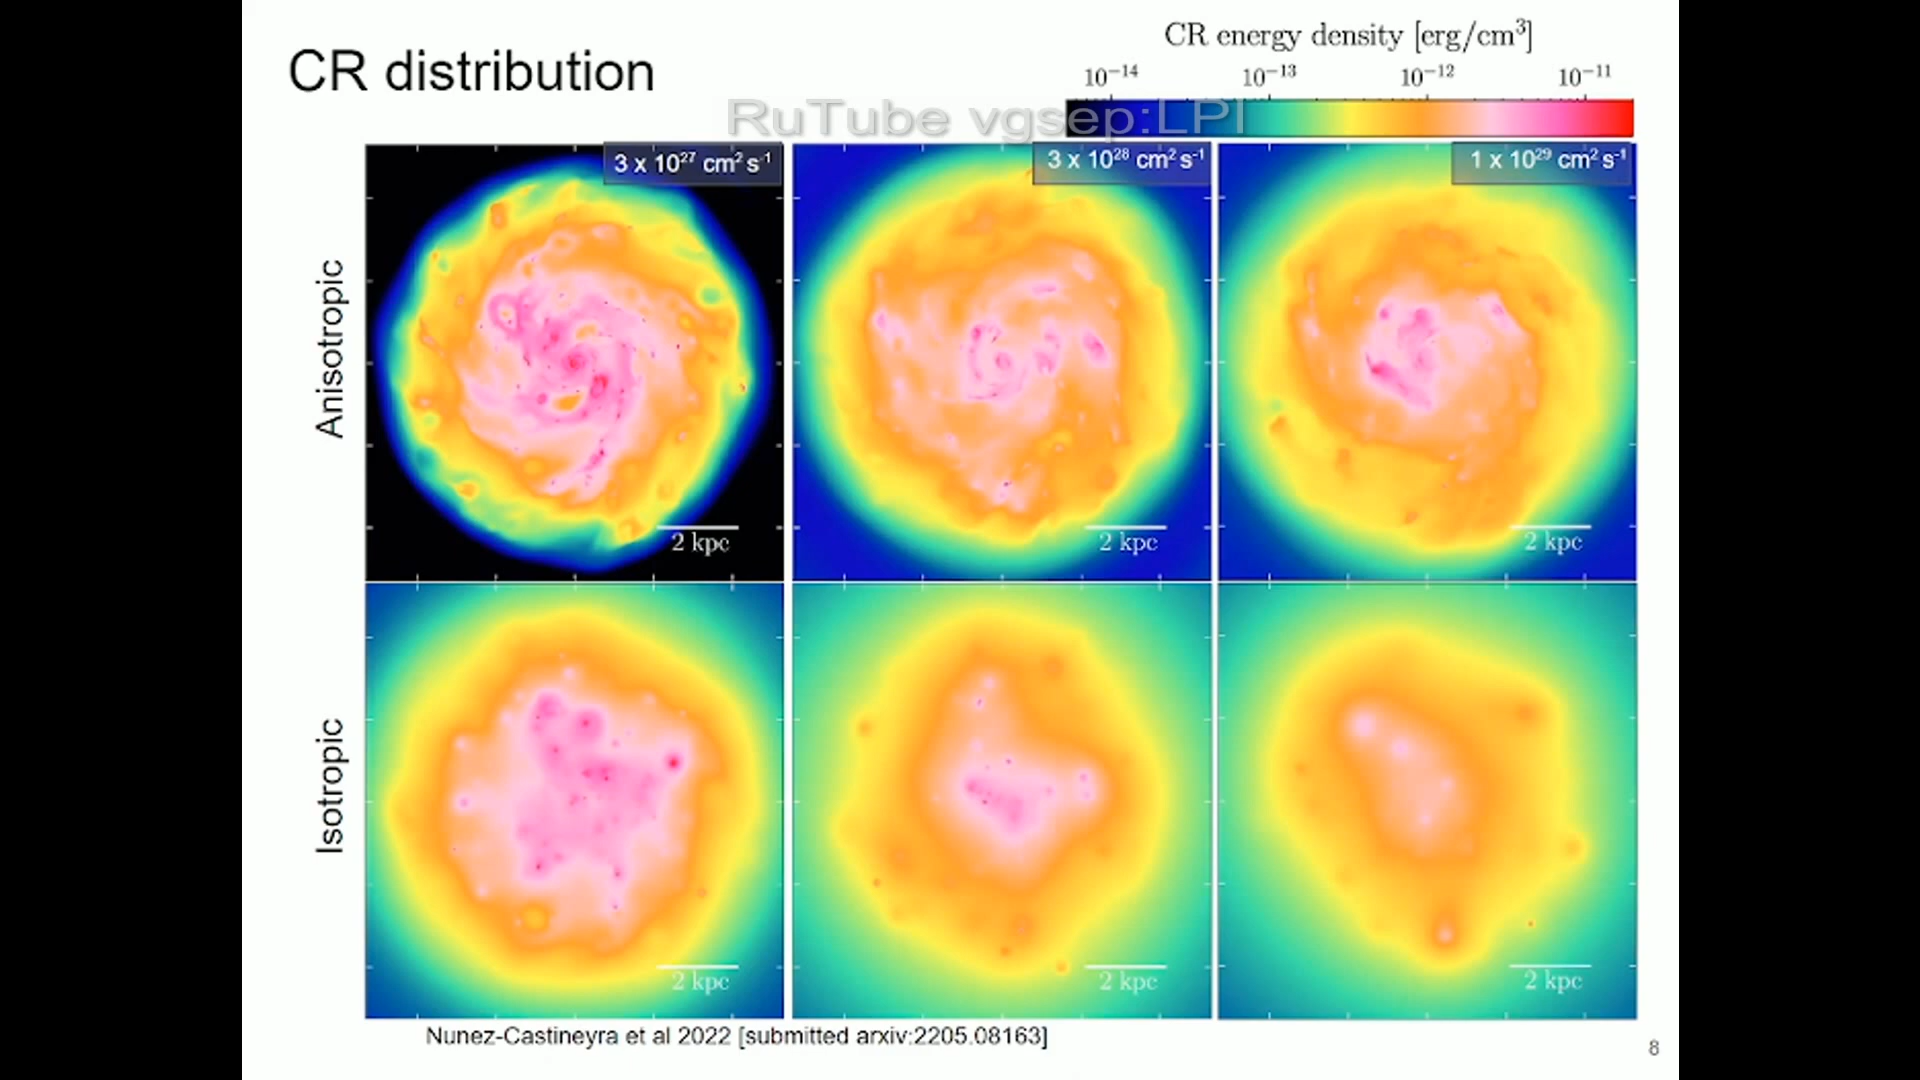 CR energy density [erg/cm³]
CR distribution
10⁻¹⁴ 10⁻¹³ 10⁻¹² 10⁻¹¹
RuTube vgsep:LPI
3 x 10²⁷ cm² s⁻¹
3 x 10²⁸ cm² s⁻¹
1 x 10²⁹ cm² s⁻¹
Anisotropic
2 kpc
2 kpc
2 kpc
Isotropic
2 kpc
2 kpc
2 kpc
Nunez-Castineyra et al 2022 [submitted arxiv:2205.08163]
8